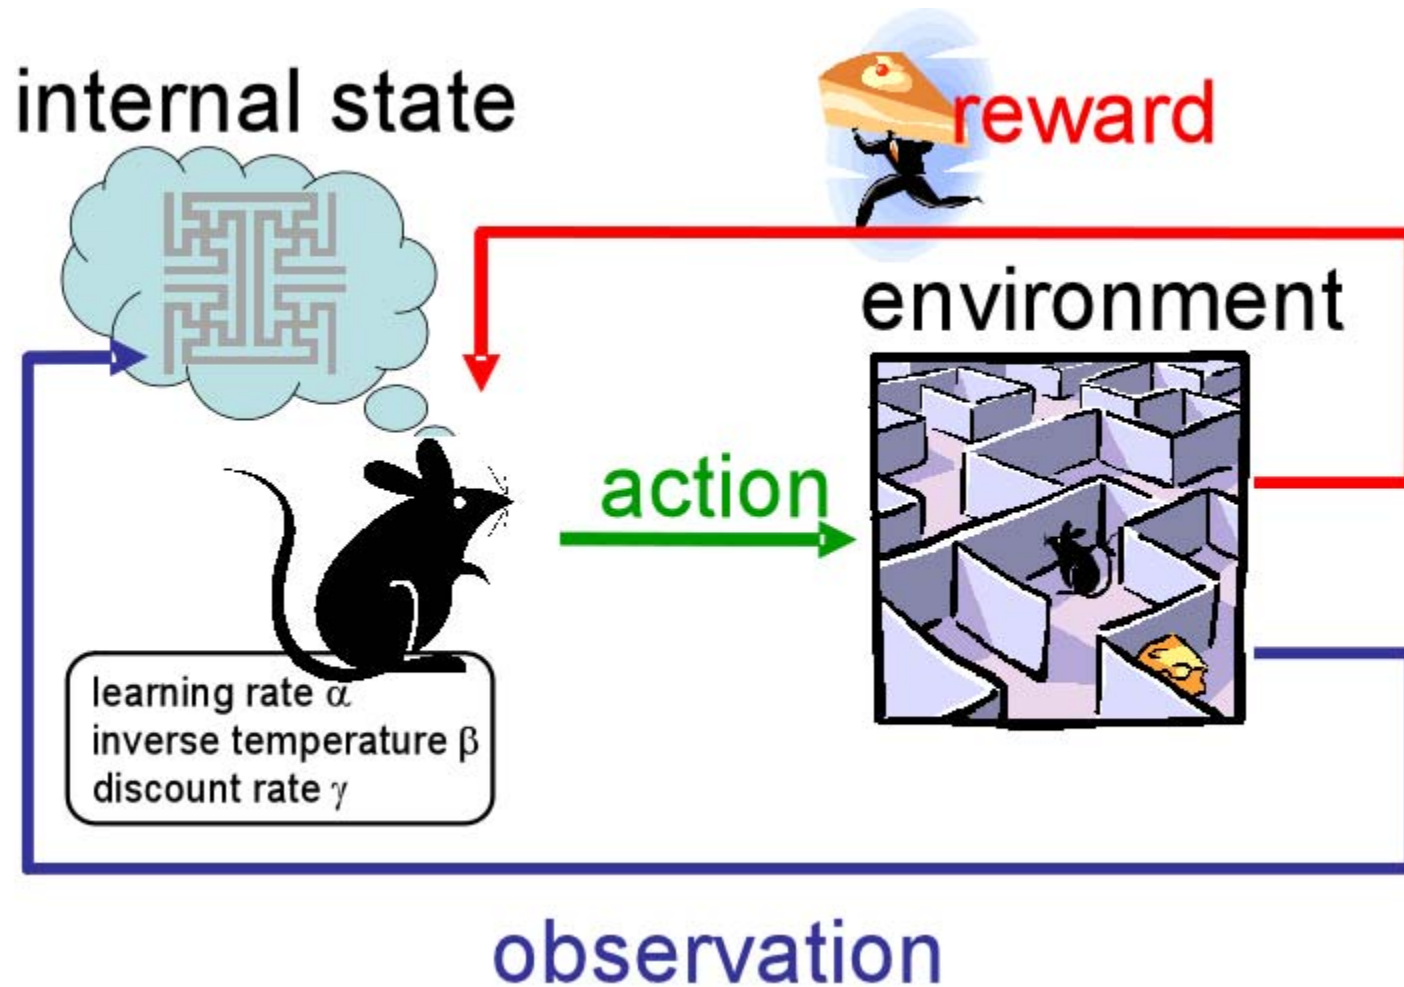 internal state
reward
environment
action
learning rate α
inverse temperature β
discount rate γ
observation